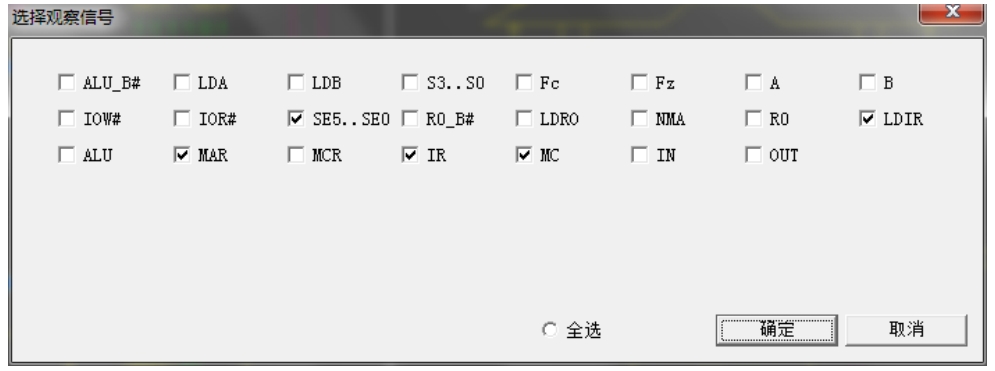 选择观察信号
ALU_B# LDA LDB S3..S0 Fc Fz A B
IOW# IOR# SE5..SE0 R0_B# LDR0 NMA R0 LDIR
ALU MAR MCR IR MC IN OUT
全选 确定 取消